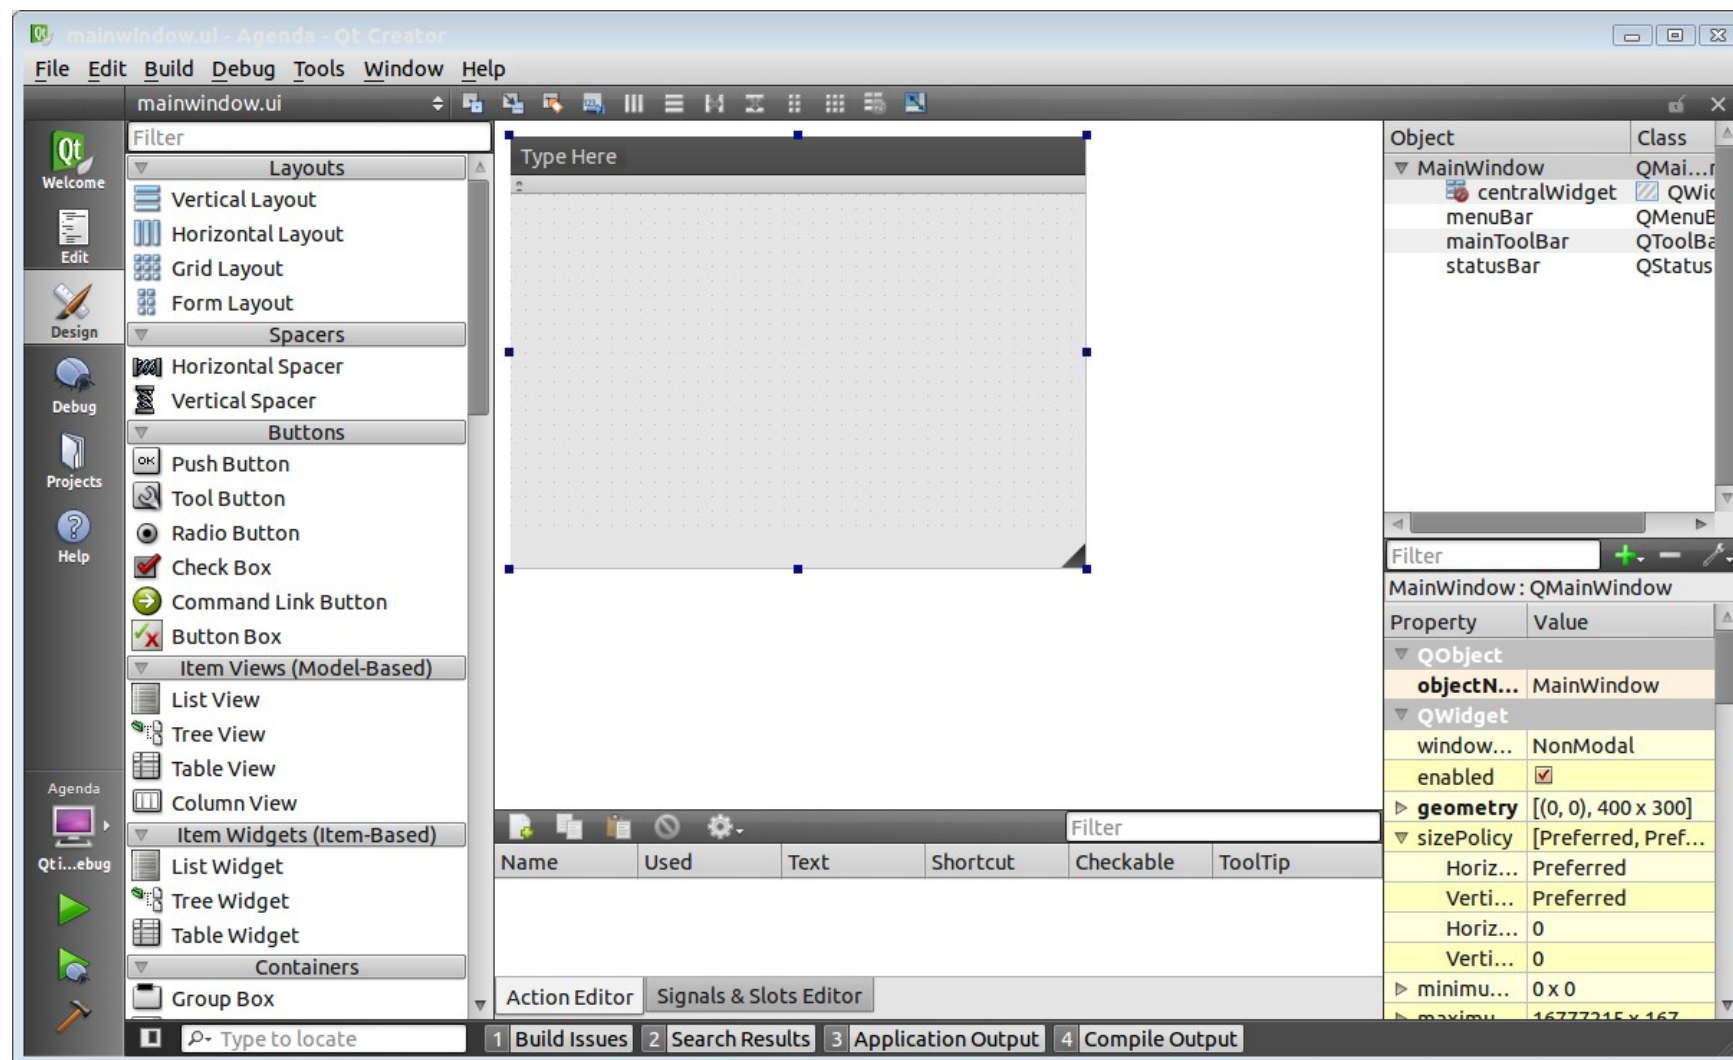 mainwindow.ui - Agenda - Qt Creator
File Edit Build Debug Tools Window Help
mainwindow.ui
Welcome
Edit
Design
Debug
Projects
Help
Agenda
Qti...ebug
Filter
Layouts
Vertical Layout
Horizontal Layout
Grid Layout
Form Layout
Spacers
Horizontal Spacer
Vertical Spacer
Buttons
OK Push Button
Tool Button
Radio Button
Check Box
Command Link Button
Button Box
Item Views (Model-Based)
List View
Tree View
Table View
Column View
Item Widgets (Item-Based)
List Widget
Tree Widget
Table Widget
Containers
Group Box
Type Here
Filter
Name Used Text Shortcut Checkable ToolTip
Action Editor Signals & Slots Editor
Object Class
MainWindow QMai...r
centralWidget QWid
menuBar QMenuB
mainToolBar QToolBa
statusBar QStatus
Filter
MainWindow : QMainWindow
Property Value
QObject
objectN... MainWindow
QWidget
window... NonModal
enabled
geometry [(0, 0), 400 x 300]
sizePolicy [Preferred, Pref...
Horiz... Preferred
Verti... Preferred
Horiz... 0
Verti... 0
minimu... 0 x 0
maximu... 16777215 x 167...
Type to locate 1 Build Issues 2 Search Results 3 Application Output 4 Compile Output